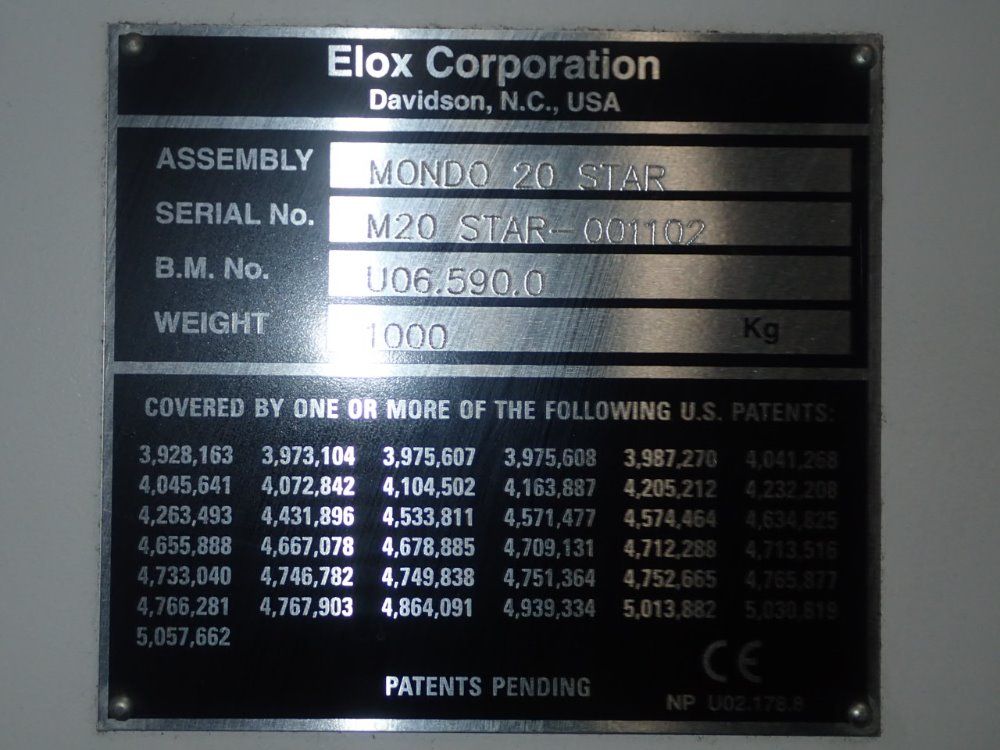 Elox Corporation
Davidson, N.C., USA
ASSEMBLY MONDO 20 STAR
SERIAL No. M20 STAR-001102
B.M. No. U06.590.0
WEIGHT 1000 Kg
COVERED BY ONE OR MORE OF THE FOLLOWING U.S. PATENTS:
3,928,163 3,973,104 3,975,607 3,975,608 3,987,270 4,041,268
4,045,641 4,072,842 4,104,502 4,163,887 4,205,212 4,232,208
4,263,493 4,431,896 4,533,811 4,571,477 4,574,464 4,634,825
4,655,888 4,667,078 4,678,885 4,709,131 4,712,288 4,713,516
4,733,040 4,746,782 4,749,838 4,751,364 4,752,665 4,765,877
4,766,281 4,767,903 4,864,091 4,939,334 5,013,882 5,030,819
5,057,662
CE
PATENTS PENDING
NP U02.178.8